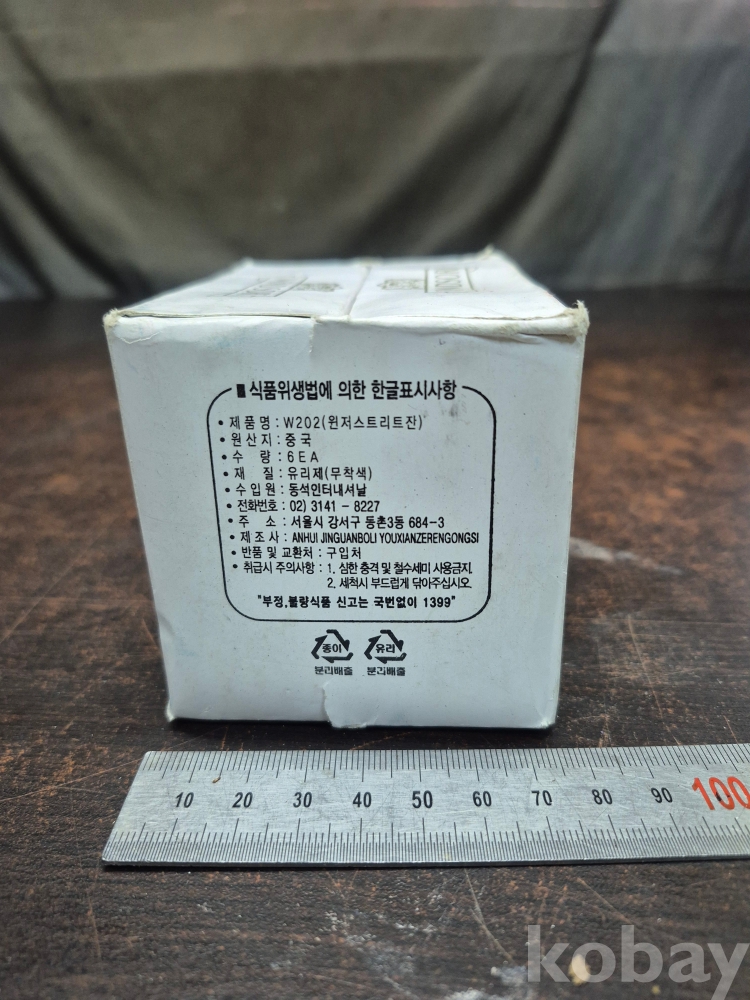 ■ 식품위생법에 의한 한글표시사항
• 제품명 : W202(윈저스트리트잔)
• 원산지 : 중국
• 수 량 : 6EA
• 재 질 : 유리제(무착색)
• 수입원 : 동석인터내셔날
• 전화번호 : 02) 3141 - 8227
• 주 소 : 서울시 강서구 등촌3동 684-3
• 제조사 : ANHUI JINGUANBOLI YOUXIANZERENGONGSI
• 반품 및 교환처 : 구입처
• 취급시 주의사항 : 1. 심한 충격 및 철수세미 사용금지.
2. 세척시 부드럽게 닦아주십시오.
"부정,불량식품 신고는 국번없이 1399"
종이 유리
분리배출 분리배출
10 20 30 40 50 60 70 80 90 100
kobay